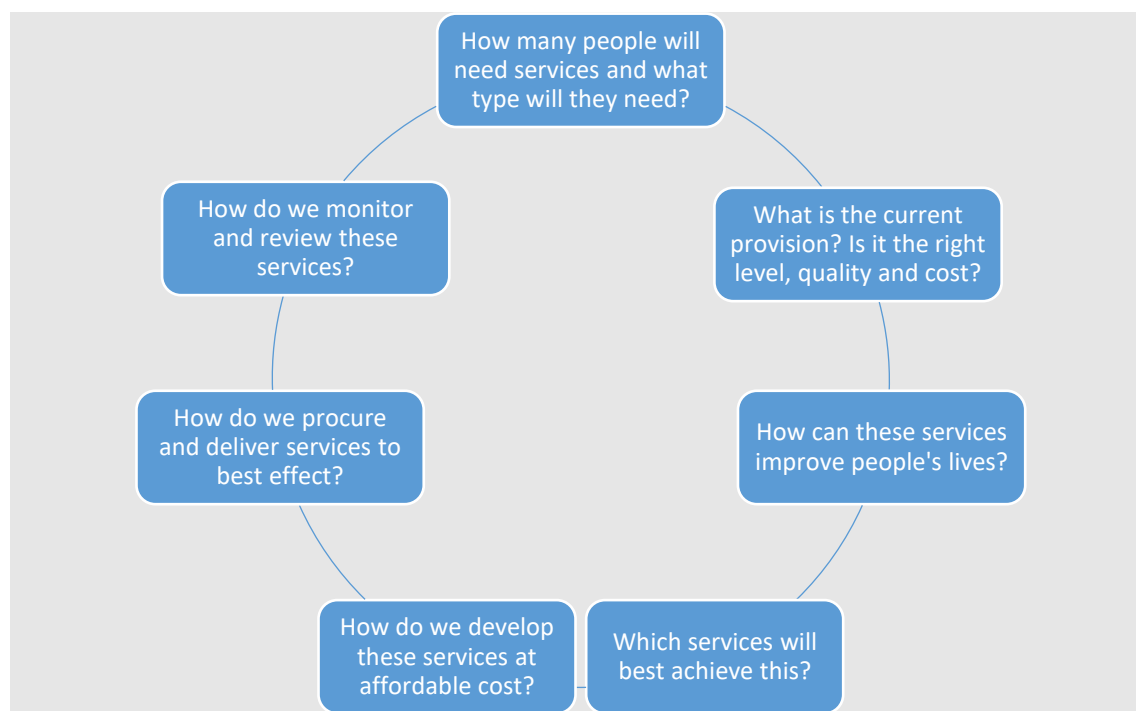 How many people will
need services and what
type will they need?
What is the current
provision? Is it the right
level, quality and cost?
How can these services
improve people's lives?
Which services will
best achieve this?
How do we develop
these services at
affordable cost?
How do we procure
and deliver services to
best effect?
How do we monitor
and review these
services?